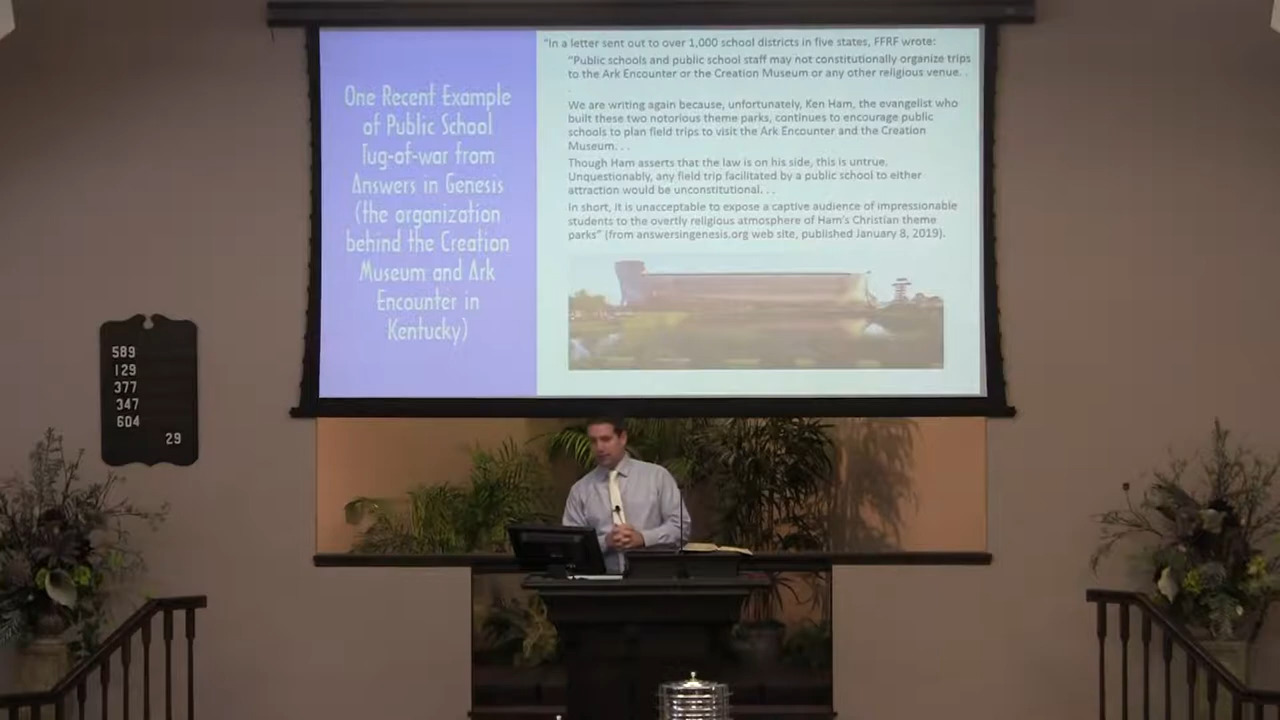 One Recent Example
of Public School
Tug-of-war from
Answers in Genesis
(the organization
behind the Creation
Museum and Ark
Encounter in
Kentucky)
"In a letter sent out to over 1,000 school districts in five states, FFRF wrote:
"Public schools and public school staff may not constitutionally organize trips
to the Ark Encounter or the Creation Museum or any other religious venue. .
.
We are writing again because, unfortunately, Ken Ham, the evangelist who
built these two notorious theme parks, continues to encourage public
schools to plan field trips to visit the Ark Encounter and the Creation
Museum. . .
Though Ham asserts that the law is on his side, this is untrue.
Unquestionably, any field trip facilitated by a public school to either
attraction would be unconstitutional. . .
In short, it is unacceptable to expose a captive audience of impressionable
students to the overtly religious atmosphere of Ham's Christian theme
parks" (from answersingenesis.org web site, published January 8, 2019).
589
129
377
347
604
29